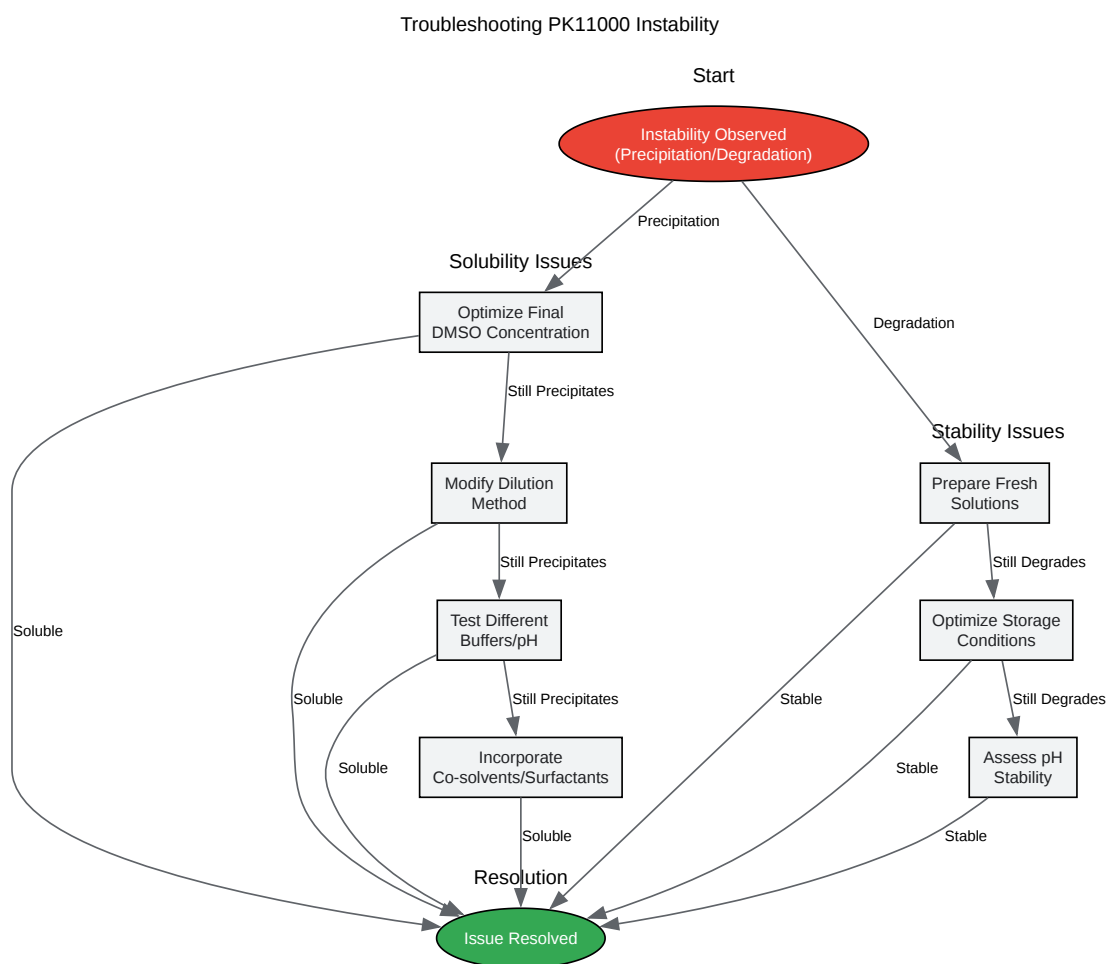 Troubleshooting PK11000 Instability
Start
Instability Observed
(Precipitation/Degradation)
Precipitation
Solubility Issues
Optimize Final
DMSO Concentration
Degradation
Still Precipitates
Stability Issues
Modify Dilution
Method
Prepare Fresh
Solutions
Still Precipitates
Still Degrades
Test Different
Buffers/pH
Optimize Storage
Conditions
Soluble
Soluble
Still Precipitates
Stable
Still Degrades
Soluble
Incorporate
Co-solvents/Surfactants
Stable
Assess pH
Stability
Soluble
Stable
Resolution
Issue Resolved